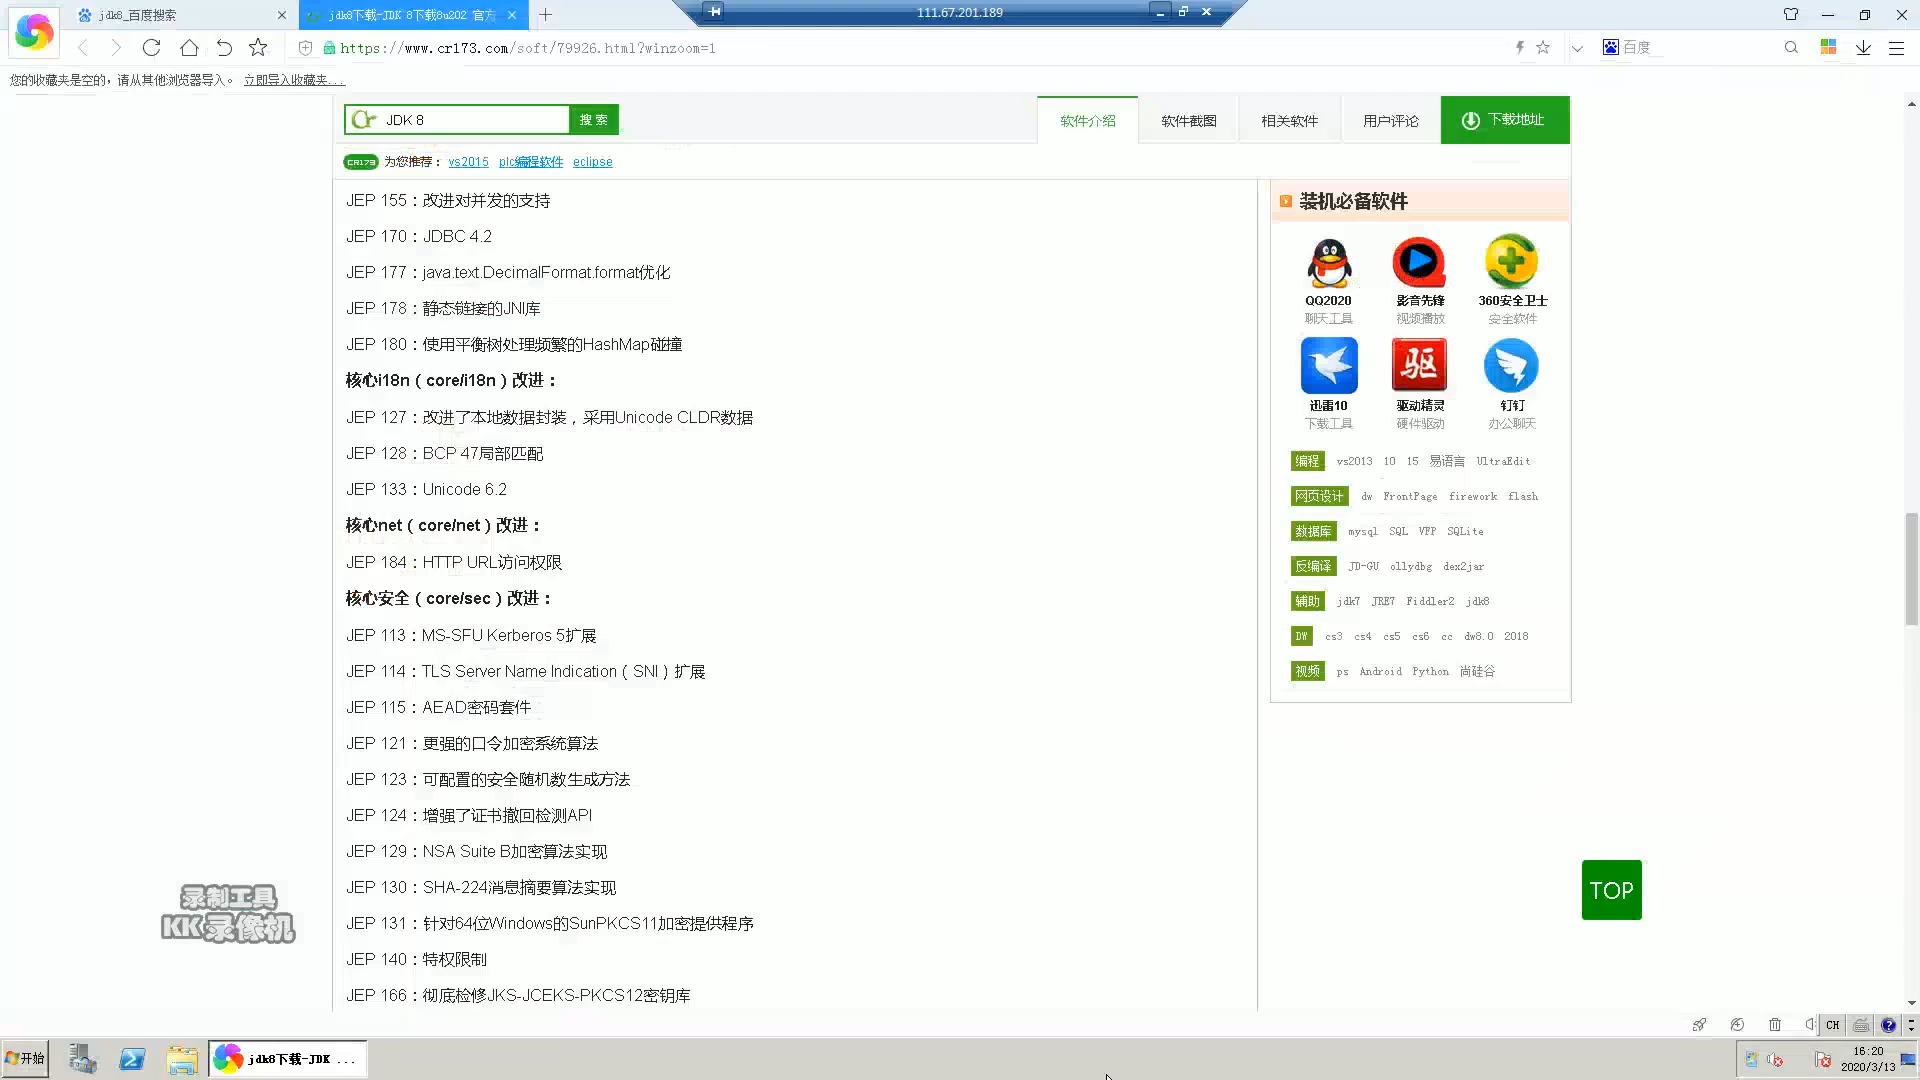 jdk8_百度搜索
jdk8下载-JDK 8下载8u202 官方
111.67.201.189
https://www.cr173.com/soft/79926.html?winzoom=1
百度
您的收藏夹是空的，请从其他浏览器导入。 立即导入收藏夹...
JDK 8
搜 索
软件介绍
软件截图
相关软件
用户评论
下载地址
CR173 为您推荐： vs2015 plc编程软件 eclipse
JEP 155：改进对并发的支持
JEP 170：JDBC 4.2
JEP 177：java.text.DecimalFormat.format优化
JEP 178：静态链接的JNI库
JEP 180：使用平衡树处理频繁的HashMap碰撞
核心i18n（core/i18n）改进：
JEP 127：改进了本地数据封装，采用Unicode CLDR数据
JEP 128：BCP 47局部匹配
JEP 133：Unicode 6.2
核心net（core/net）改进：
JEP 184：HTTP URL访问权限
核心安全（core/sec）改进：
JEP 113：MS-SFU Kerberos 5扩展
JEP 114：TLS Server Name Indication（SNI）扩展
JEP 115：AEAD密码套件
JEP 121：更强的口令加密系统算法
JEP 123：可配置的安全随机数生成方法
JEP 124：增强了证书撤回检测API
JEP 129：NSA Suite B加密算法实现
JEP 130：SHA-224消息摘要算法实现
JEP 131：针对64位Windows的SunPKCS11加密提供程序
JEP 140：特权限制
JEP 166：彻底检修JKS-JCEKS-PKCS12密钥库
装机必备软件
QQ2020 影音先锋 360安全卫士
聊天工具 视频播放 安全软件
驱
迅雷10 驱动精灵 钉钉
下载工具 硬件驱动 办公聊天
编程 vs2013 10 15 易语言 UltraEdit
网页设计 dw FrontPage firework flash
数据库 mysql SQL VFP SQLite
反编译 JD-GU ollydbg dex2jar
辅助 jdk7 JRE7 Fiddler2 jdk8
DW cs3 cs4 cs5 cs6 cc dw8.0 2018
视频 ps Android Python 尚硅谷
TOP
录制工具
KK录像机
CH
开始
jdk8下载-JDK ...
16:20
2020/3/13